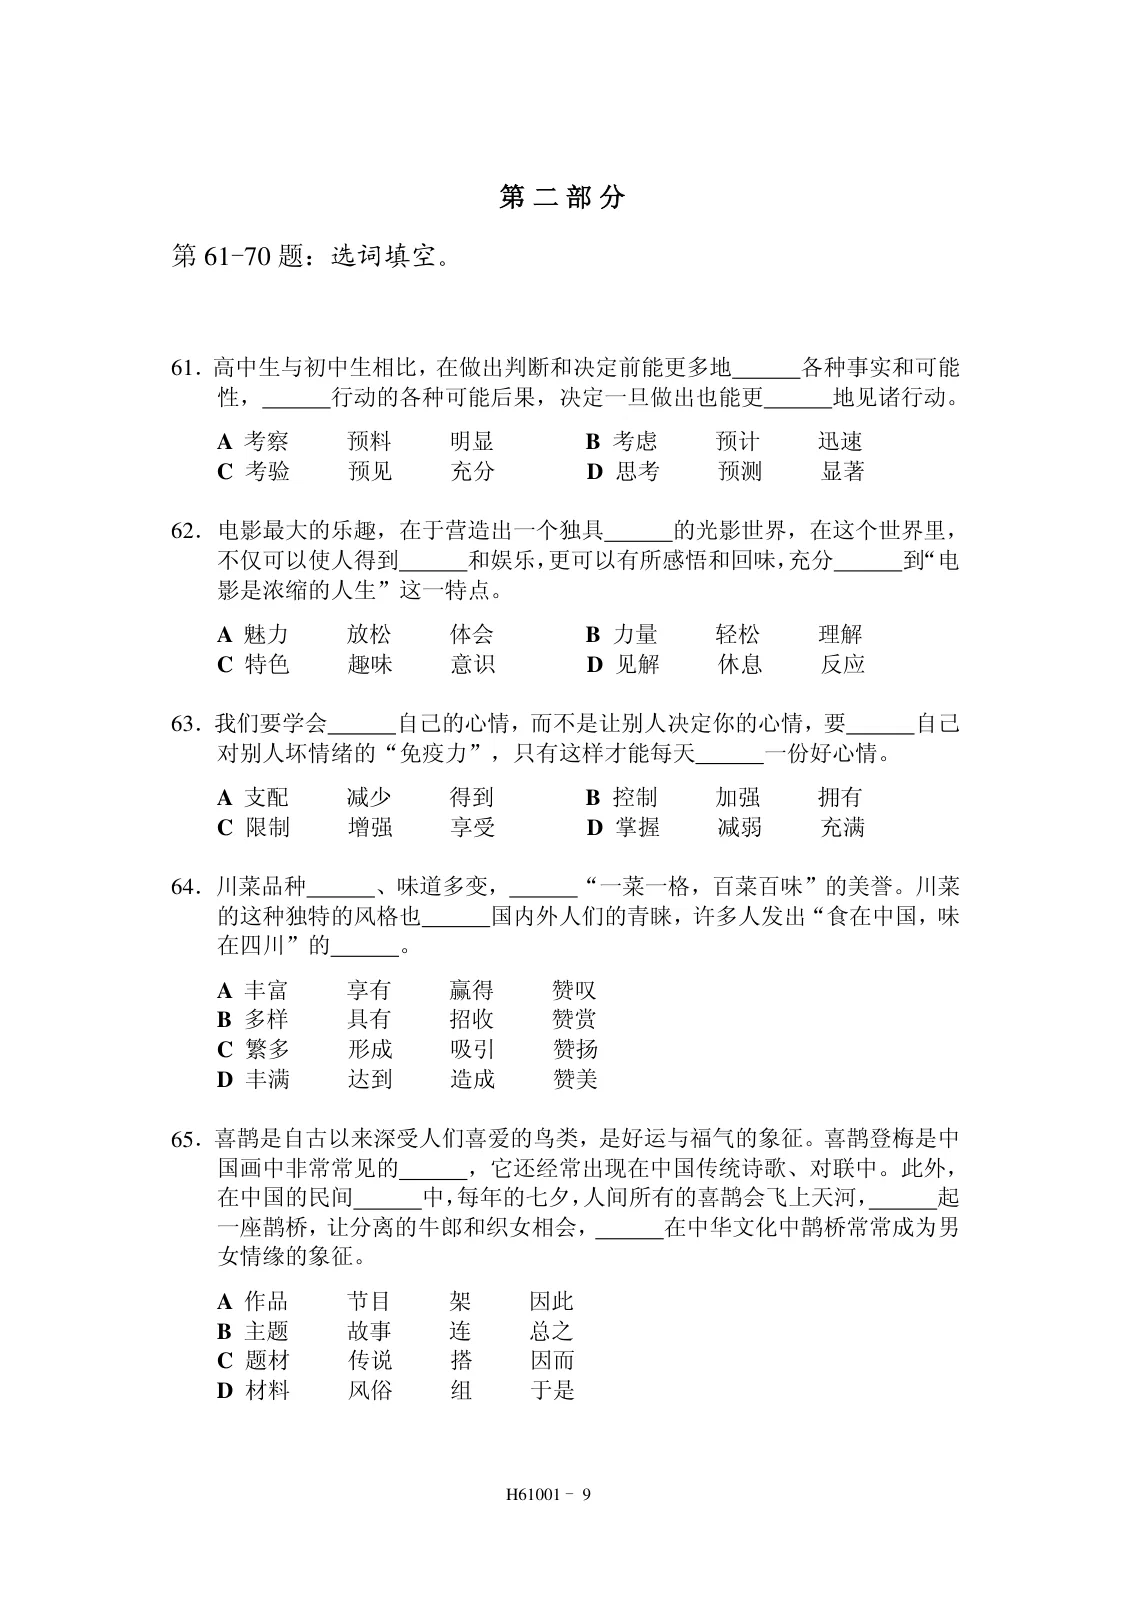 第二部分
第 61-70 题：选词填空。
61．高中生与初中生相比，在做出判断和决定前能更多地______各种事实和可能
性，______行动的各种可能后果，决定一旦做出也能更______地见诸行动。
A 考察 预料 明显 B 考虑 预计 迅速
C 考验 预见 充分 D 思考 预测 显著
62．电影最大的乐趣，在于营造出一个独具______的光影世界，在这个世界里，
不仅可以使人得到______和娱乐，更可以有所感悟和回味，充分______到“电
影是浓缩的人生”这一特点。
A 魅力 放松 体会 B 力量 轻松 理解
C 特色 趣味 意识 D 见解 休息 反应
63．我们要学会______自己的心情，而不是让别人决定你的心情，要______自己
对别人坏情绪的“免疫力”，只有这样才能每天______一份好心情。
A 支配 减少 得到 B 控制 加强 拥有
C 限制 增强 享受 D 掌握 减弱 充满
64．川菜品种______、味道多变，______“一菜一格，百菜百味”的美誉。川菜
的这种独特的风格也______国内外人们的青睐，许多人发出“食在中国，味
在四川”的______。
A 丰富 享有 赢得 赞叹
B 多样 具有 招收 赞赏
C 繁多 形成 吸引 赞扬
D 丰满 达到 造成 赞美
65．喜鹊是自古以来深受人们喜爱的鸟类，是好运与福气的象征。喜鹊登梅是中
国画中非常常见的______，它还经常出现在中国传统诗歌、对联中。此外，
在中国的民间______中，每年的七夕，人间所有的喜鹊会飞上天河，______起
一座鹊桥，让分离的牛郎和织女相会，______在中华文化中鹊桥常常成为男
女情缘的象征。
A 作品 节目 架 因此
B 主题 故事 连 总之
C 题材 传说 搭 因而
D 材料 风俗 组 于是
H61001 - 9